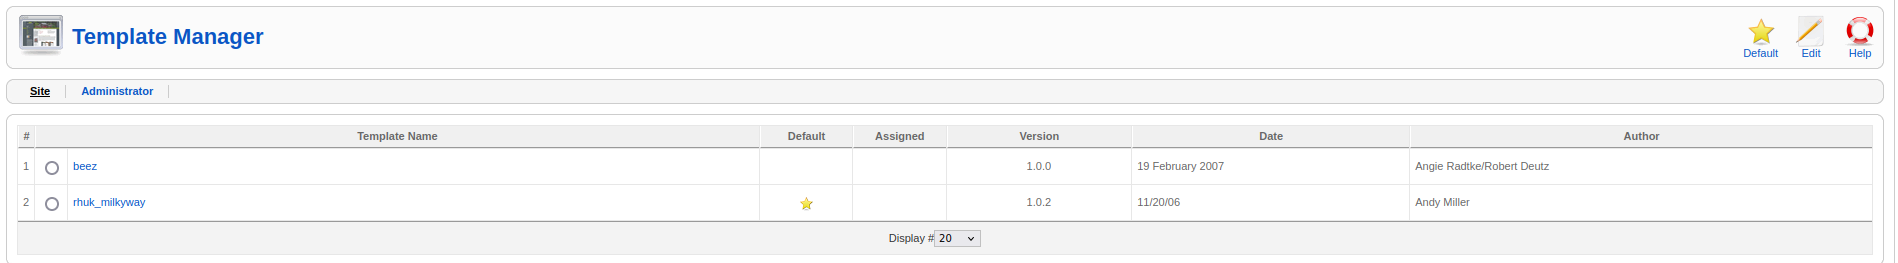 Template Manager
Default Edit Help
Site Administrator
# Template Name Default Assigned Version Date Author
1 beez 1.0.0 19 February 2007 Angie Radtke/Robert Deutz
2 rhuk_milkyway 1.0.2 11/20/06 Andy Miller
Display # 20